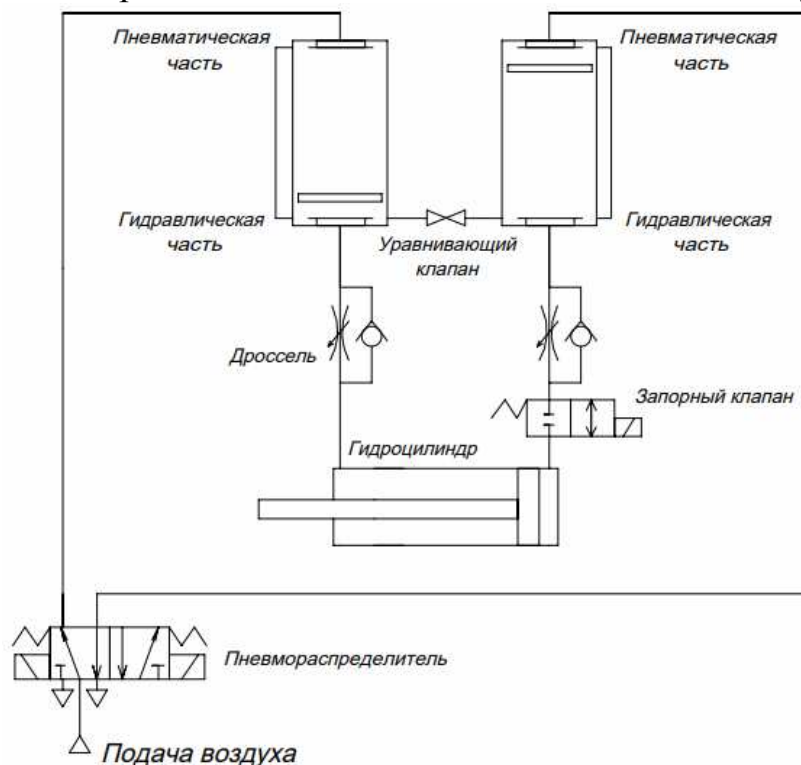 Пневматическая
часть
Пневматическая
часть
Гидравлическая
часть
Уравнивающий
клапан
Гидравлическая
часть
Дроссель
Запорный клапан
Гидроцилиндр
Пневмораспределитель
Подача воздуха